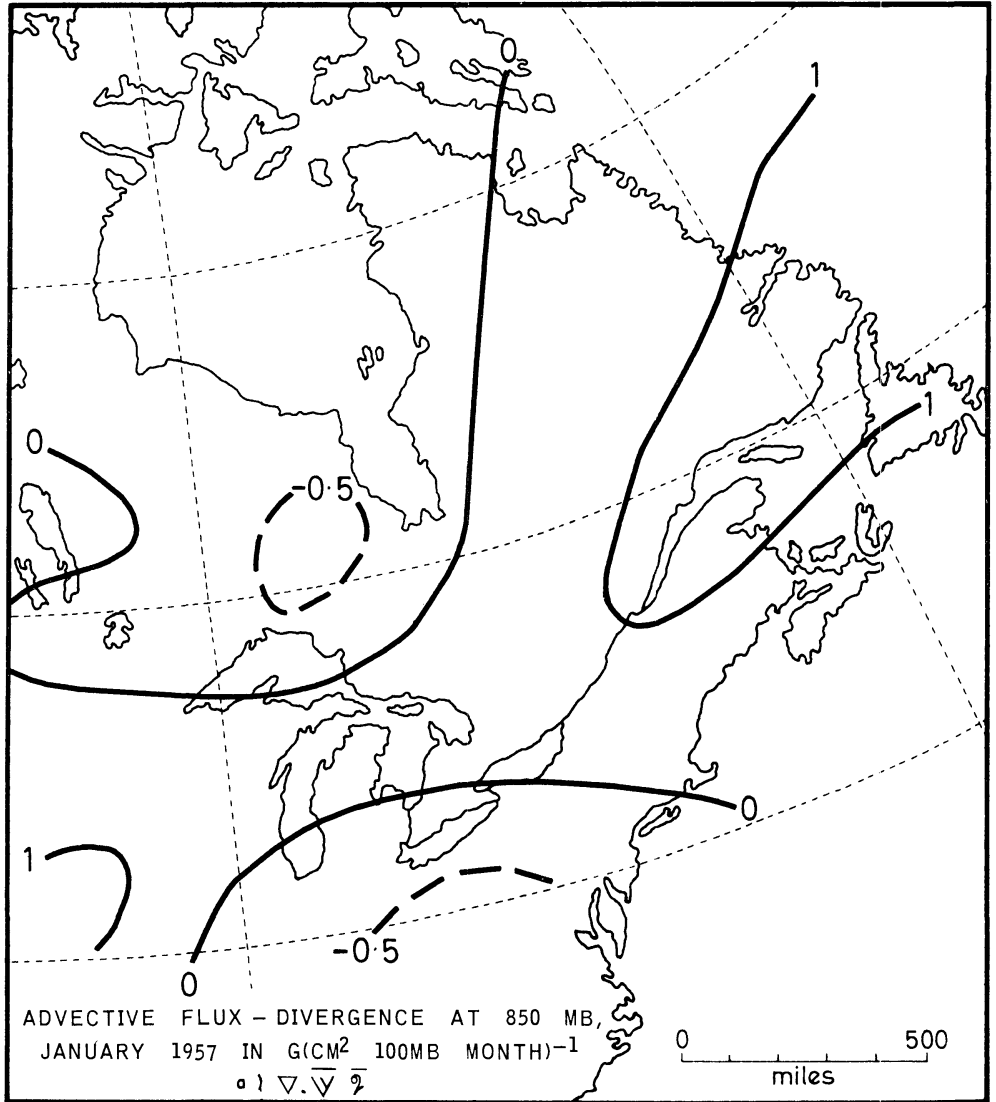 0
1
0
1
-0·5
1
0
-0·5
0
ADVECTIVE FLUX – DIVERGENCE AT 850 MB,
JANUARY 1957 IN G(CM² 100MB MONTH)⁻¹
a) ∇. V̅ q̅
0 500
miles